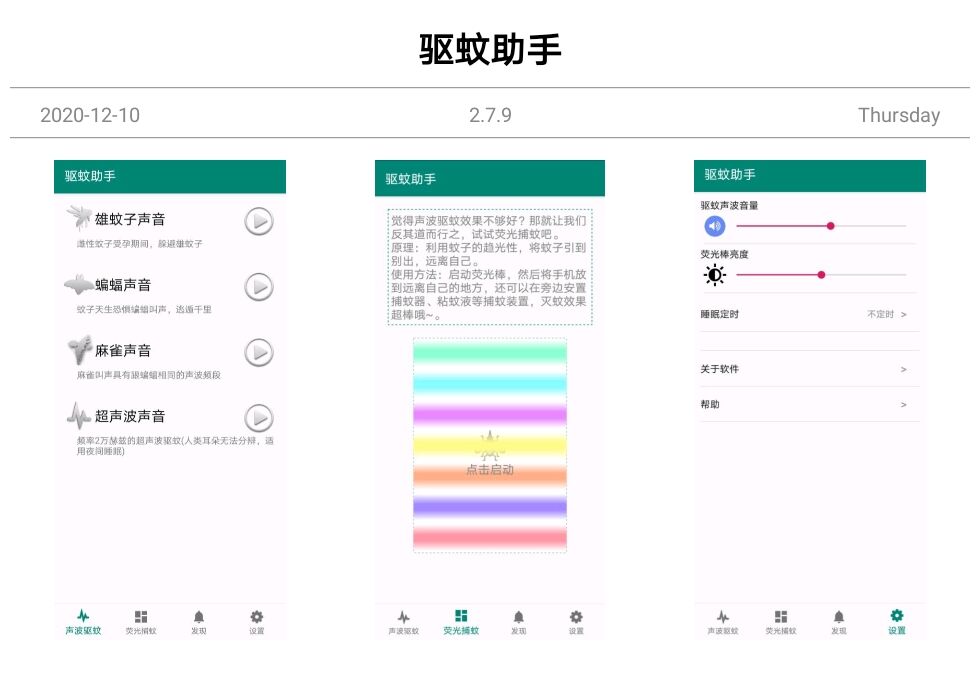 驱蚊助手
2020-12-10
2.7.9
Thursday
驱蚊助手
雄蚊子声音
雌性蚊子受孕期间，躲避雄蚊子
蝙蝠声音
蚊子天生恐惧蝙蝠叫声，逃遁千里
麻雀声音
麻雀叫声具有跟蝙蝠相同的声波频段
超声波声音
频率2万赫兹的超声波驱蚊(人类耳朵无法分辩，适
用夜间睡眠)
声波驱蚊
荧光捕蚊
发现
设置
驱蚊助手
觉得声波驱蚊效果不够好？那就让我们
反其道而行之，试试荧光捕蚊吧。
原理：利用蚊子的趋光性，将蚊子引到
别出，远离自己。
使用方法：启动荧光棒，然后将手机放
到远离自己的地方，还可以在旁边安置
捕蚊器、粘蚊液等捕蚊装置，灭蚊效果
超棒哦~。
点击启动
声波驱蚊
荧光捕蚊
发现
设置
驱蚊助手
驱蚊声波音量
荧光棒亮度
睡眠定时
不定时 >
关于软件
>
帮助
>
声波驱蚊
荧光捕蚊
发现
设置